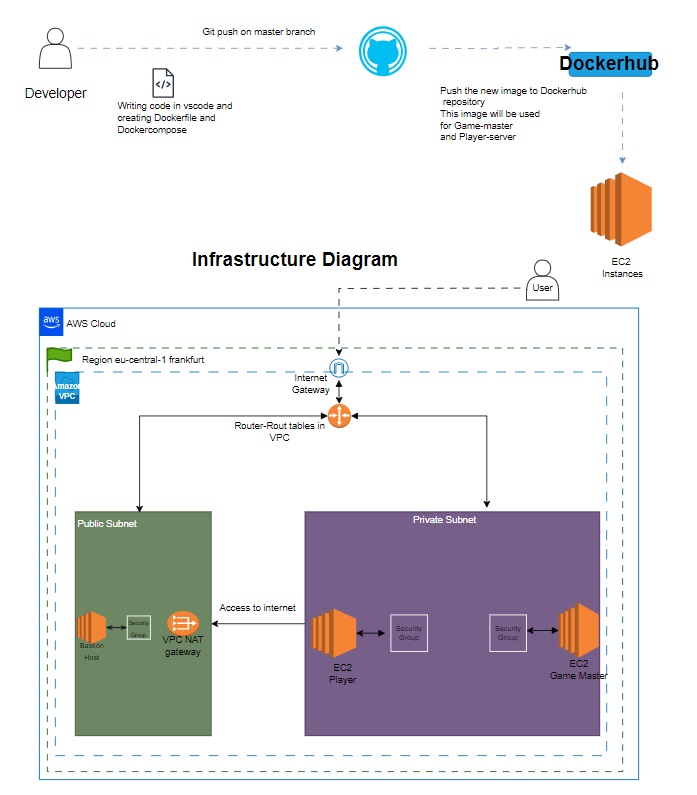 Git push on master branch
Developer
Writing code in vscode and
creating Dockerfile and
Dockercompose
Dockerhub
Push the new image to Dockerhub
repository
This image will be used
for Game-master
and Player-server
EC2
Instances
Infrastructure Diagram
User
aws
AWS Cloud
Region eu-central-1 frankfurt
Amazon
VPC
Internet
Gateway
Router-Rout tables in
VPC
Public Subnet
Bastion
Host
Security
Group
VPC NAT
gateway
Access to internet
Private Subnet
EC2
Player
Security
Group
Security
Group
EC2
Game Master